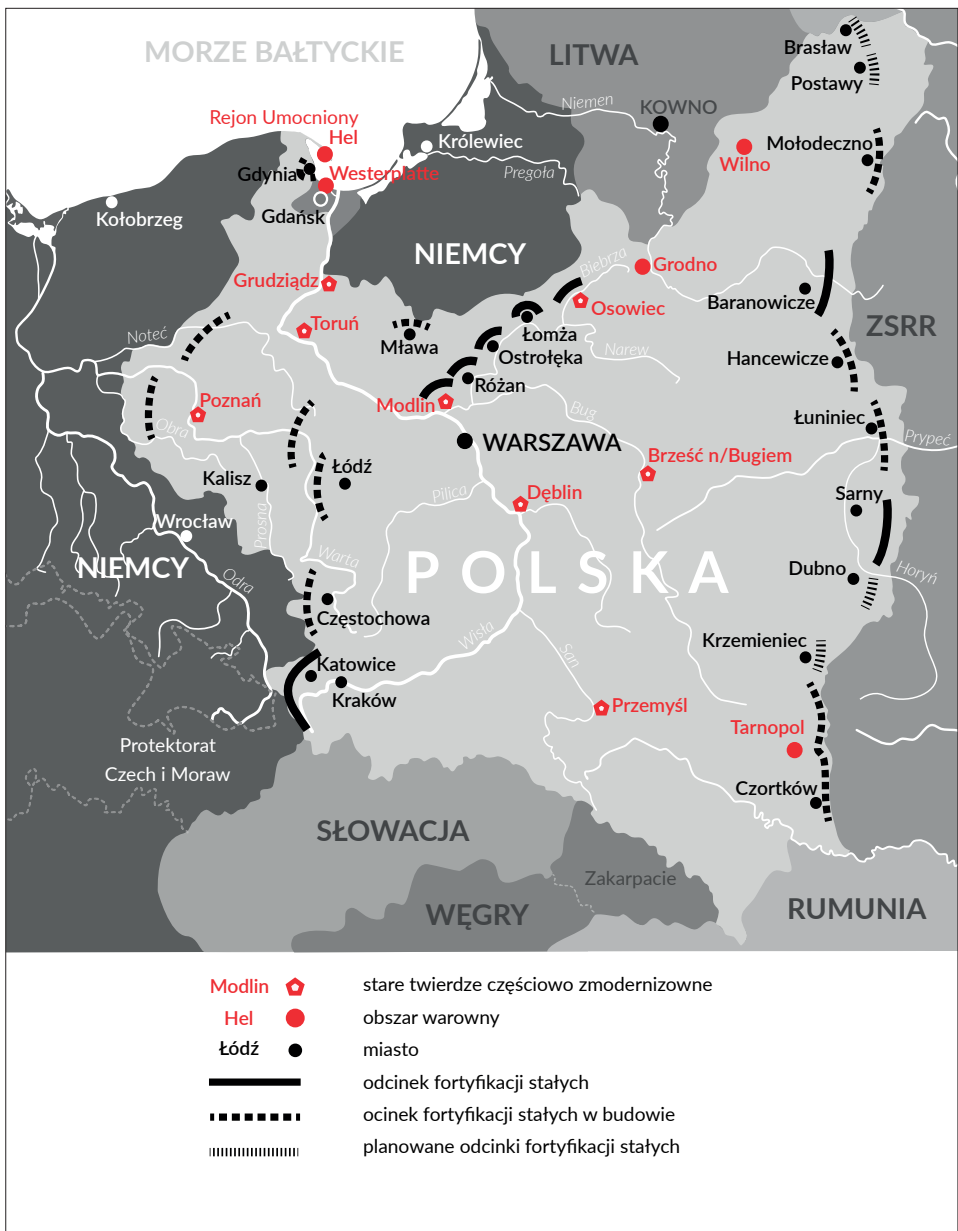 MORZE BAŁTYCKIE
LITWA
Brasław
Postawy
Niemen
KOWNO
Rejon Umocniony
Hel
Królewiec
Wilno
Mołodeczno
Gdynia
Westerplatte
Pregoła
Gdańsk
Kołobrzeg
NIEMCY
Biebrza
Grodno
Grudziądz
Osowiec
Baranowicze
ZSRR
Toruń
Noteć
Mława
Łomża
Ostrołęka
Narew
Hancewicze
Różan
Modlin
Poznań
Bug
Łuniniec
Obra
WARSZAWA
Prypeć
Brześć n/Bugiem
Kalisz
Łódź
Pilica
Dęblin
Sarny
Prosna
Wrocław
Warta
NIEMCY
Odra
POLSKA
Dubno
Horyń
Częstochowa
Wisła
Krzemieniec
San
Katowice
Kraków
Przemyśl
Tarnopol
Protektorat
Czech i Moraw
Czortków
SŁOWACJA
Zakarpacie
WĘGRY
RUMUNIA
Modlin stare twierdze częściowo zmodernizowne
Hel obszar warowny
Łódź miasto
odcinek fortyfikacji stałych
ocinek fortyfikacji stałych w budowie
planowane odcinki fortyfikacji stałych